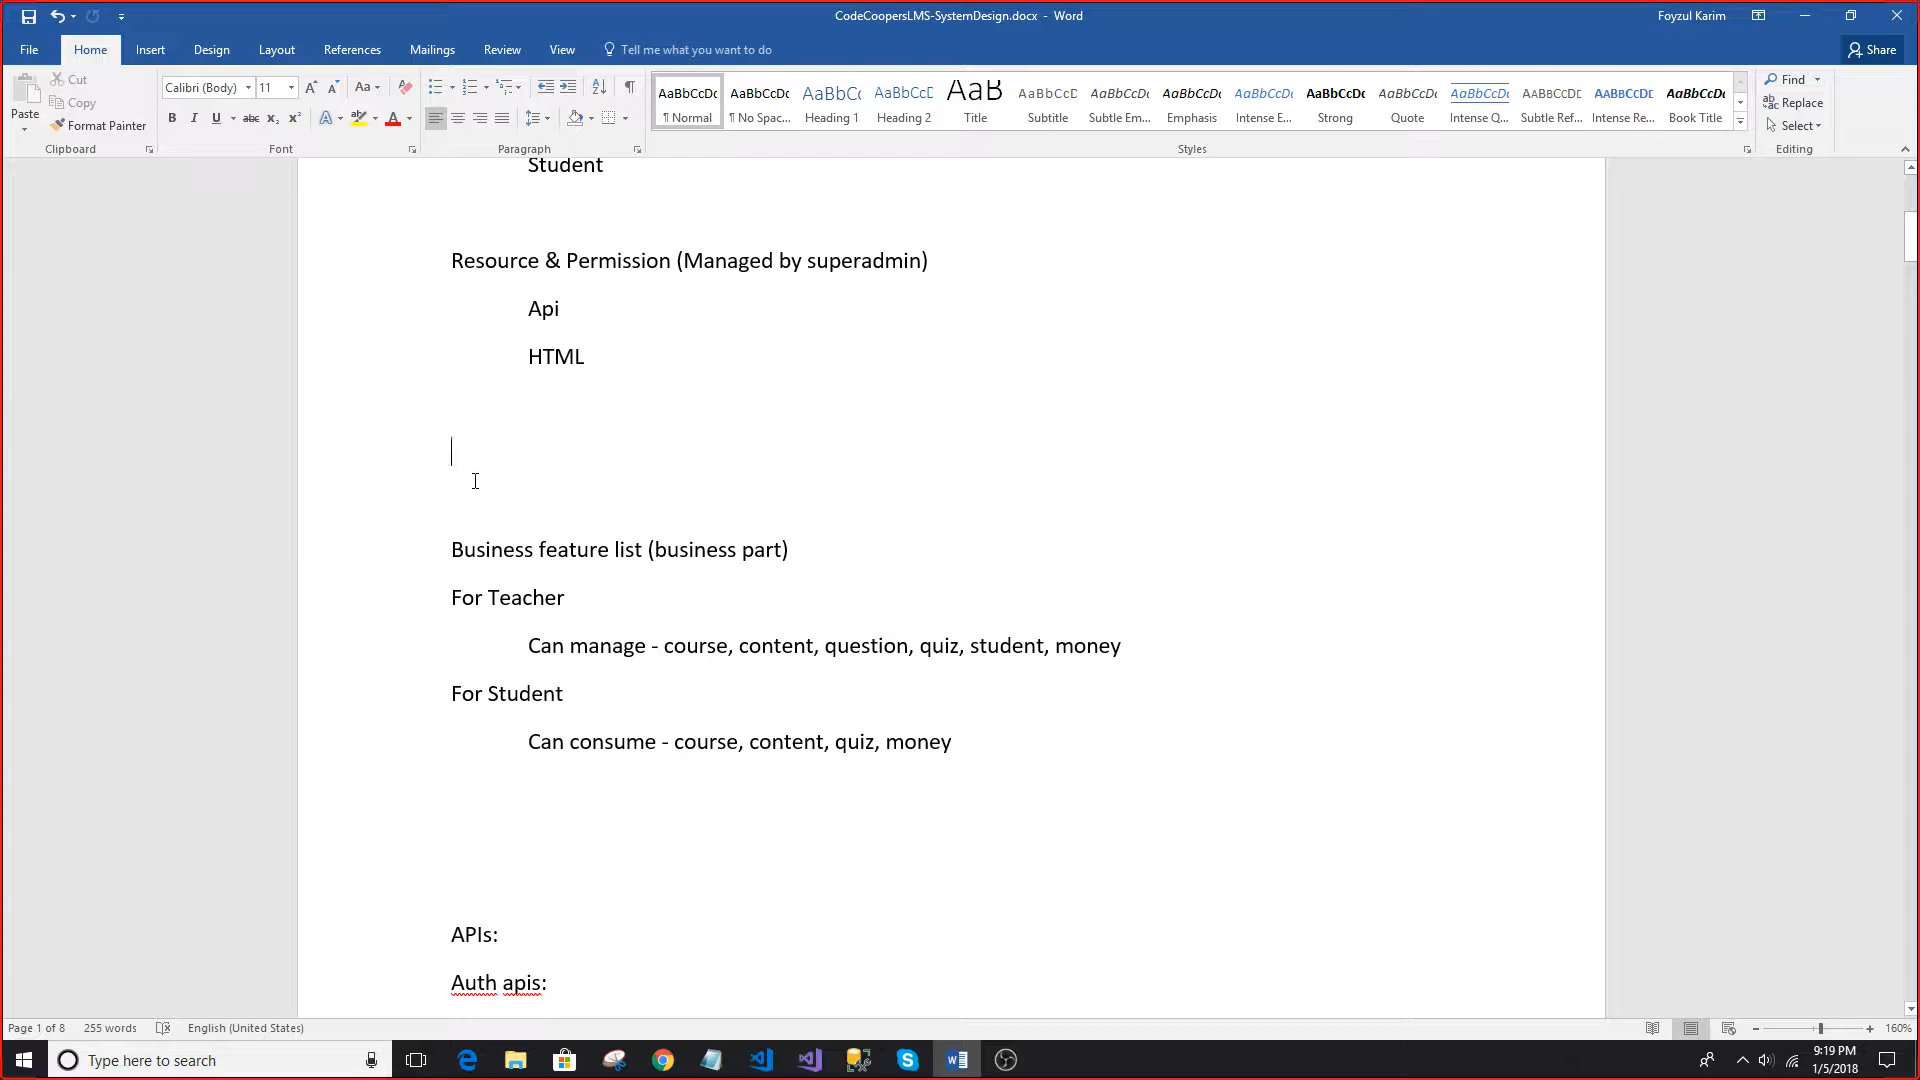 CodeCoopersLMS-SystemDesign.docx - Word
Foyzul Karim
File Home Insert Design Layout References Mailings Review View Tell me what you want to do Share
Paste
Cut
Copy
Format Painter
Clipboard
Calibri (Body) 11
Font
Paragraph
AaBbCcDc AaBbCcDc AaBbCc AaBbCcD AaB AaBbCcD AaBbCcDc AaBbCcDc AaBbCcDc AaBbCcDc AaBbCcDc AaBbCcDc AABBCCDC AABBCCDC AaBbCcDc
¶ Normal ¶ No Spac... Heading 1 Heading 2 Title Subtitle Subtle Em... Emphasis Intense E... Strong Quote Intense Q... Subtle Ref... Intense Re... Book Title
Styles
Find
Replace
Select
Editing
Student
Resource & Permission (Managed by superadmin)
Api
HTML
Business feature list (business part)
For Teacher
Can manage - course, content, question, quiz, student, money
For Student
Can consume - course, content, quiz, money
APIs:
Auth apis:
Page 1 of 8 255 words English (United States) 160%
Type here to search
9:19 PM
1/5/2018